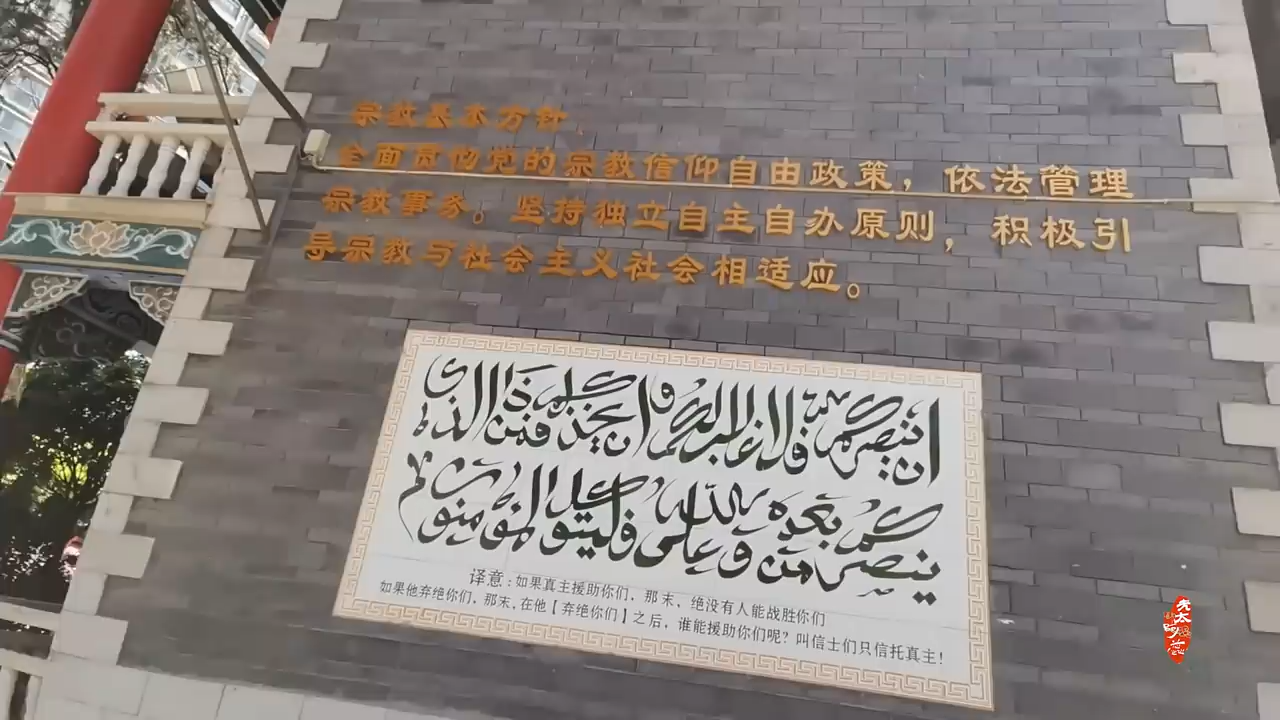 宗教基本方针
全面贯彻党的宗教信仰自由政策，依法管理
宗教事务。坚持独立自主自办原则，积极引
导宗教与社会主义社会相适应。
ان ينصركم الله فلا غالب لكم وان يخذلكم فمن ذا الذي
ينصركم من بعده وعلى الله فليتوكل المؤمنون
译意：如果真主援助你们，那末，绝没有人能战胜你们
如果他弃绝你们，那末，在他【弃绝你们】之后，谁能援助你们呢？叫信士们只信托真主！